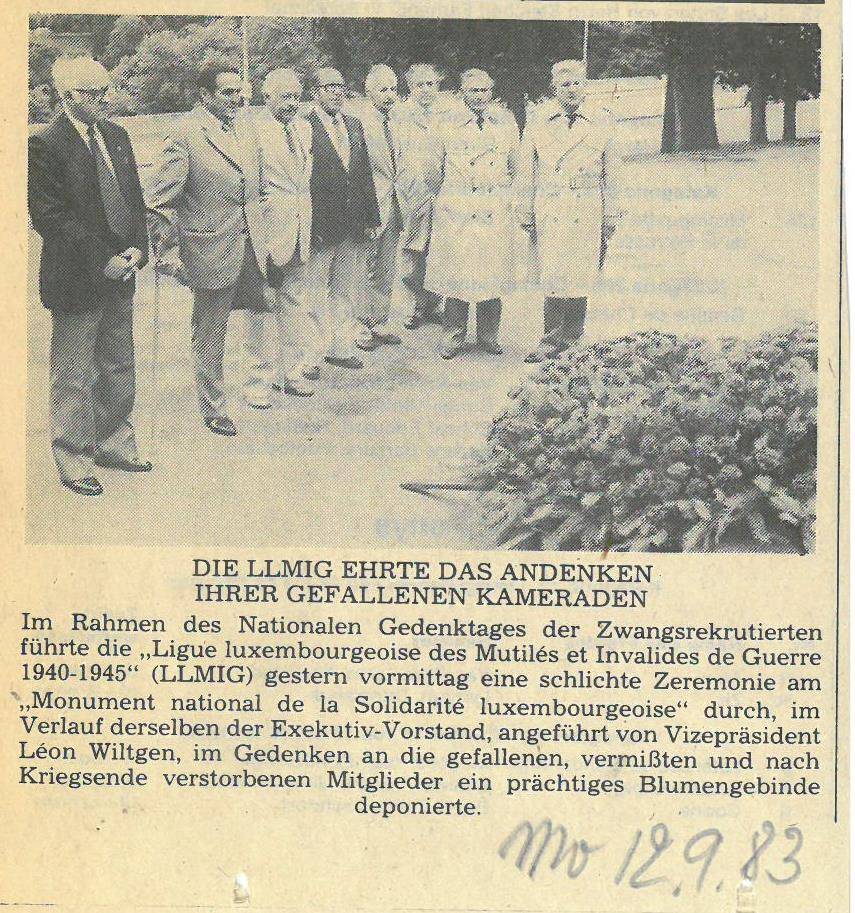 DIE LLMIG EHRTE DAS ANDENKEN
IHRER GEFALLENEN KAMERADEN
Im Rahmen des Nationalen Gedenktages der Zwangsrekrutierten
führte die „Ligue luxembourgeoise des Mutilés et Invalides de Guerre
1940-1945“ (LLMIG) gestern vormittag eine schlichte Zeremonie am
„Monument national de la Solidarité luxembourgeoise“ durch, im
Verlauf derselben der Exekutiv-Vorstand, angeführt von Vizepräsident
Léon Wiltgen, im Gedenken an die gefallenen, vermißten und nach
Kriegsende verstorbenen Mitglieder ein prächtiges Blumengebinde
deponierte.
Mo 12.9.83